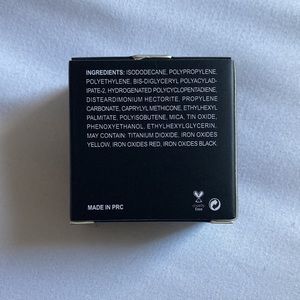 INGREDIENTS: ISODODECANE, POLYPROPYLENE,
POLYETHYLENE, BIS-DIGLYCERYL POLYACYLAD-
IPATE-2, HYDROGENATED POLYCYCLOPENTADIENE,
DISTEARDIMONIUM HECTORITE, PROPYLENE
CARBONATE, CAPRYLYL METHICONE, ETHYLHEXYL
PALMITATE, POLYISOBUTENE, MICA, TIN OXIDE,
PHENOXYETHANOL, ETHYLHEXYLGLYCERIN,
MAY CONTAIN: TITANIUM DIOXIDE, IRON OXIDES
YELLOW, IRON OXIDES RED, IRON OXIDES BLACK.
MADE IN PRC